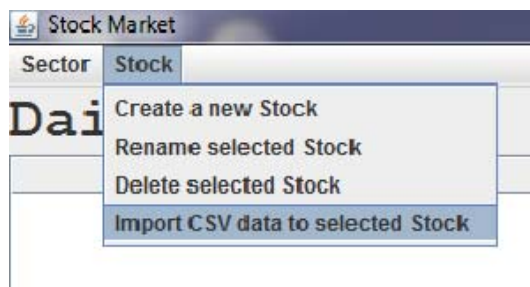 Stock Market
Sector Stock
Dai
Create a new Stock
Rename selected Stock
Delete selected Stock
Import CSV data to selected Stock